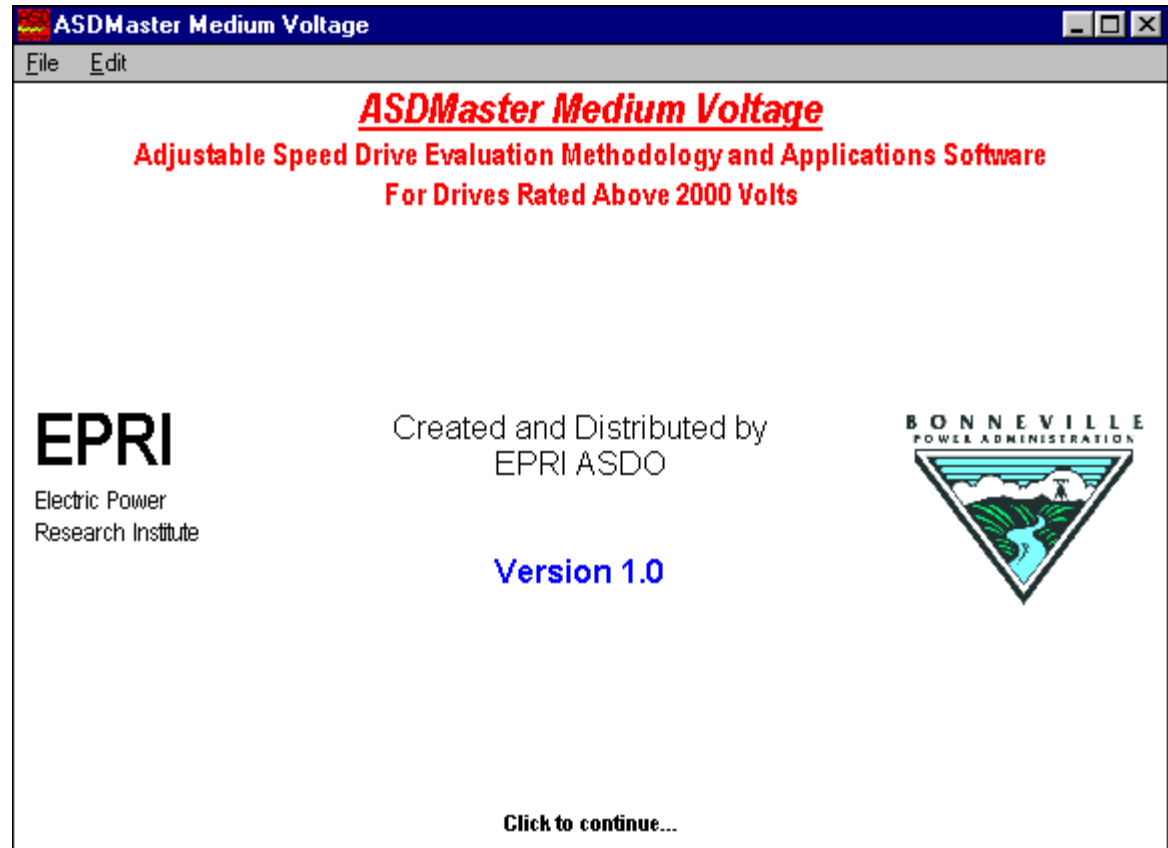 ASDMaster Medium Voltage
File Edit
ASDMaster Medium Voltage
Adjustable Speed Drive Evaluation Methodology and Applications Software
For Drives Rated Above 2000 Volts
EPRI
Electric Power
Research Institute
Created and Distributed by
EPRI ASDO
Version 1.0
BONNEVILLE
POWER ADMINISTRATION
Click to continue...